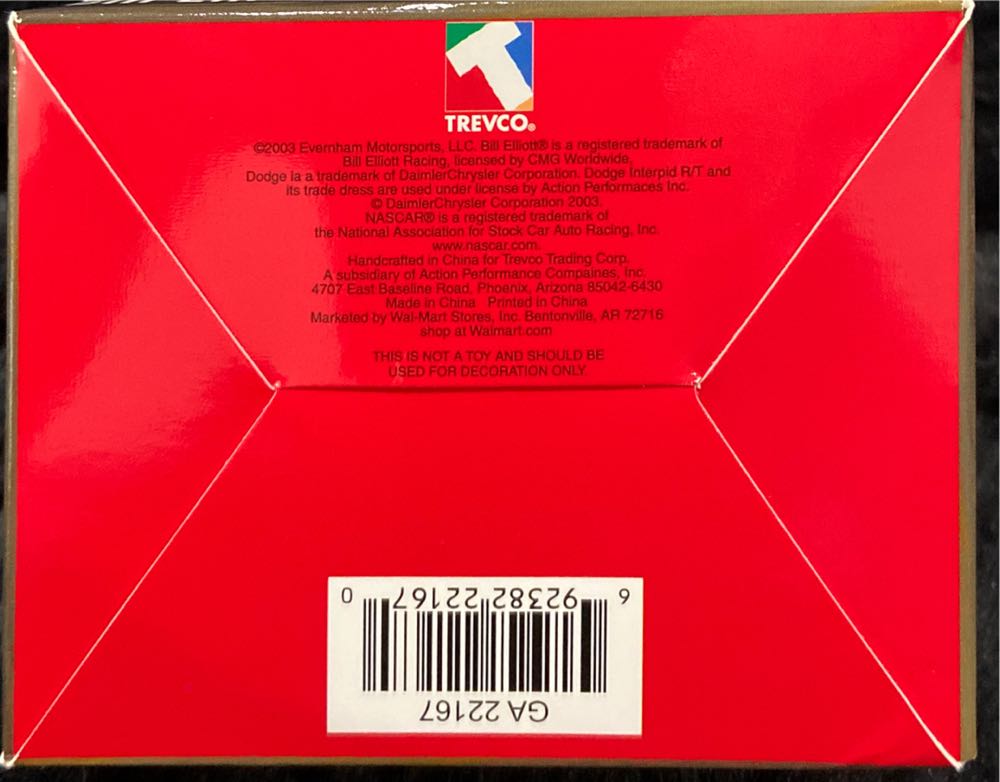 TREVCO®
©2003 Evernham Motorsports, LLC. Bill Elliott® is a registered trademark of
Bill Elliott Racing, licensed by CMG Worldwide,
Dodge ia a trademark of DaimlerChrysler Corporation. Dodge Interpid R/T and
its trade dress are used under license by Action Performaces Inc.
© DaimlerChrysler Corporation 2003.
NASCAR® is a registered trademark of
the National Association for Stock Car Auto Racing, Inc.
www.nascar.com.
Handcrafted in China for Trevco Trading Corp.
A subsidiary of Action Performance Compaines, Inc.
4707 East Baseline Road, Phoenix, Arizona 85042-6430
Made in China Printed in China
Marketed by Wal-Mart Stores, Inc. Bentonville, AR 72716
shop at Walmart.com
THIS IS NOT A TOY AND SHOULD BE
USED FOR DECORATION ONLY.
6 92382 22167 0
GA 22167